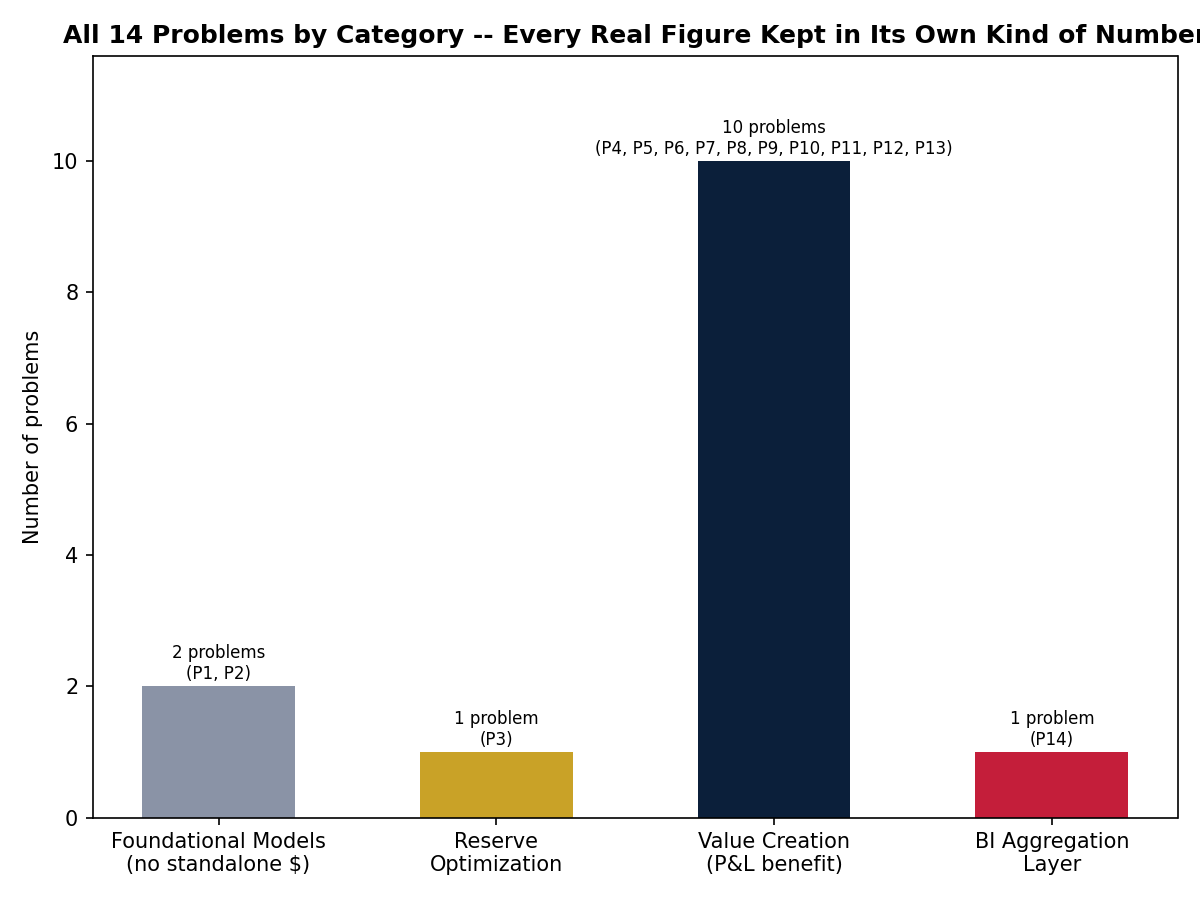 All 14 Problems by Category -- Every Real Figure Kept in Its Own Kind of Number
10 problems
(P4, P5, P6, P7, P8, P9, P10, P11, P12, P13)
10
8
6
4
2
0
Number of problems
2 problems
(P1, P2)
1 problem
(P3)
1 problem
(P14)
Foundational Models
(no standalone $)
Reserve
Optimization
Value Creation
(P&L benefit)
BI Aggregation
Layer